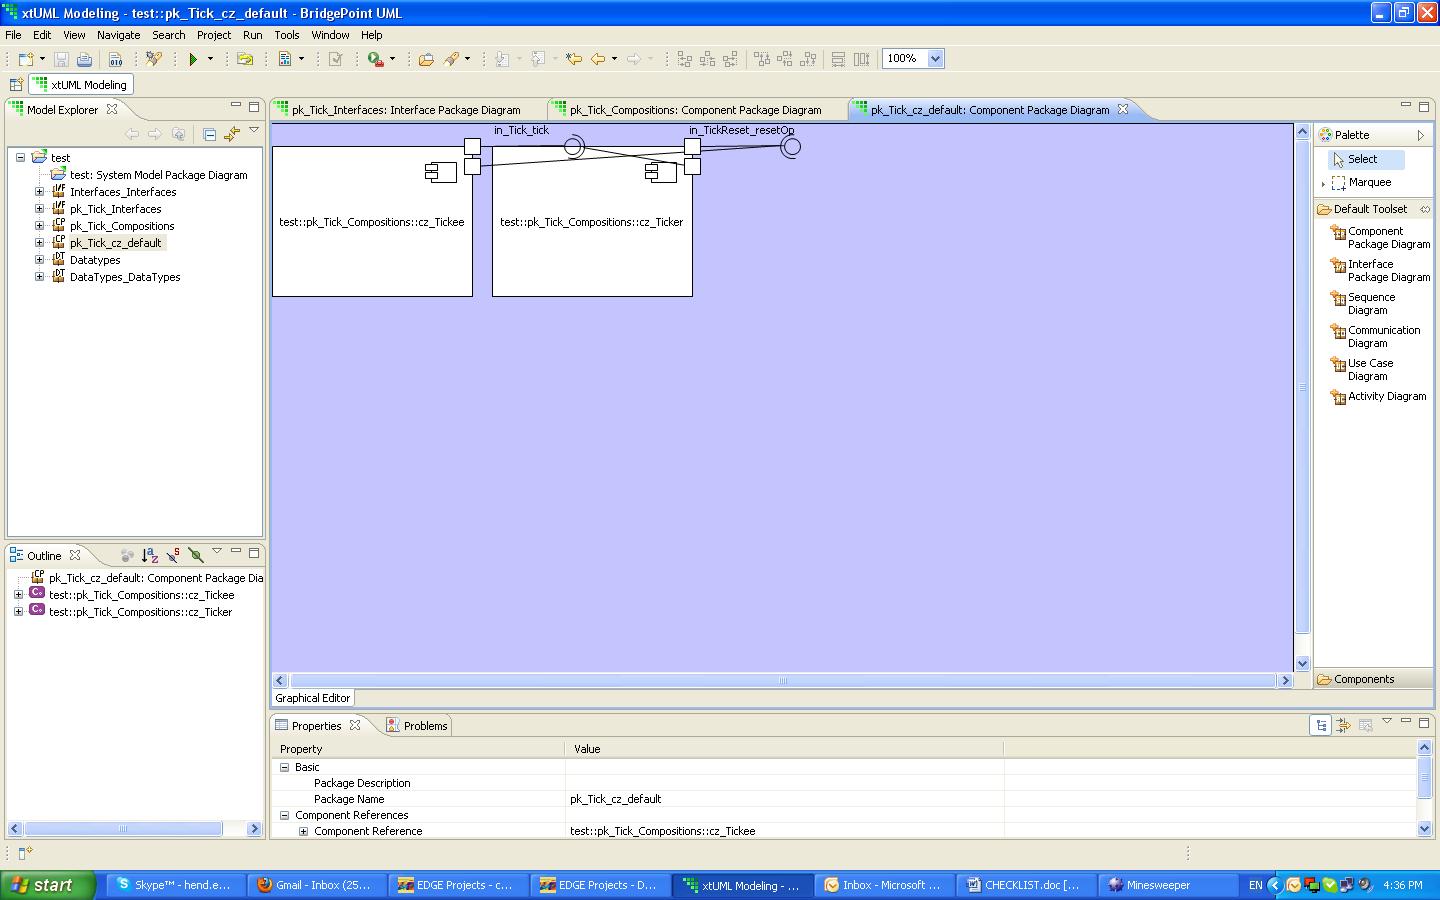 xtUML Modeling - test::pk_Tick_cz_default - BridgePoint UML
File Edit View Navigate Search Project Run Tools Window Help
100%
xtUML Modeling
Model Explorer
test
test: System Model Package Diagram
Interfaces_Interfaces
pk_Tick_Interfaces
pk_Tick_Compositions
pk_Tick_cz_default
Datatypes
DataTypes_DataTypes
Outline
pk_Tick_cz_default: Component Package Dia
test::pk_Tick_Compositions::cz_Tickee
test::pk_Tick_Compositions::cz_Ticker
pk_Tick_Interfaces: Interface Package Diagram
pk_Tick_Compositions: Component Package Diagram
pk_Tick_cz_default: Component Package Diagram
in_Tick_tick
in_TickReset_resetOp
test::pk_Tick_Compositions::cz_Tickee
test::pk_Tick_Compositions::cz_Ticker
Graphical Editor
Palette
Select
Marquee
Default Toolset
Component
Package Diagram
Interface
Package Diagram
Sequence
Diagram
Communication
Diagram
Use Case
Diagram
Activity Diagram
Components
Properties
Problems
Property Value
Basic
Package Description
Package Name pk_Tick_cz_default
Component References
Component Reference test::pk_Tick_Compositions::cz_Tickee
start
Skype™ - hend.e...
Gmail - Inbox (25...
EDGE Projects - c...
EDGE Projects - D...
xtUML Modeling - ...
Inbox - Microsoft ...
CHECKLIST.doc [...
Minesweeper
EN
4:36 PM